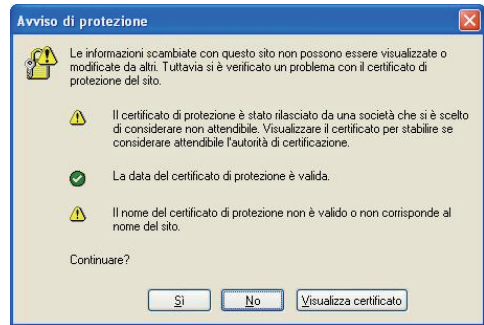 Avviso di protezione
Le informazioni scambiate con questo sito non possono essere visualizzate o
modificate da altri. Tuttavia si è verificato un problema con il certificato di
protezione del sito.
Il certificato di protezione è stato rilasciato da una società che si è scelto
di considerare non attendibile. Visualizzare il certificato per stabilire se
considerare attendibile l'autorità di certificazione.
La data del certificato di protezione è valida.
Il nome del certificato di protezione non è valido o non corrisponde al
nome del sito.
Continuare?
Sì No Visualizza certificato